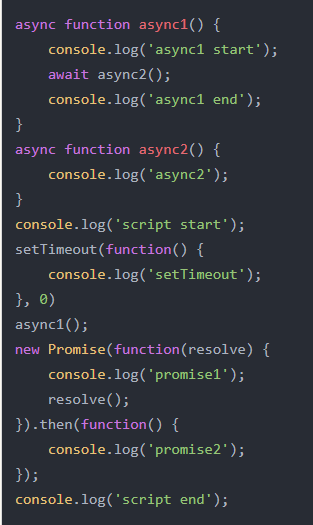 async function async1() {
    console.log('async1 start');
    await async2();
    console.log('async1 end');
}
async function async2() {
    console.log('async2');
}
console.log('script start');
setTimeout(function() {
    console.log('setTimeout');
}, 0)
async1();
new Promise(function(resolve) {
    console.log('promise1');
    resolve();
}).then(function() {
    console.log('promise2');
});
console.log('script end');